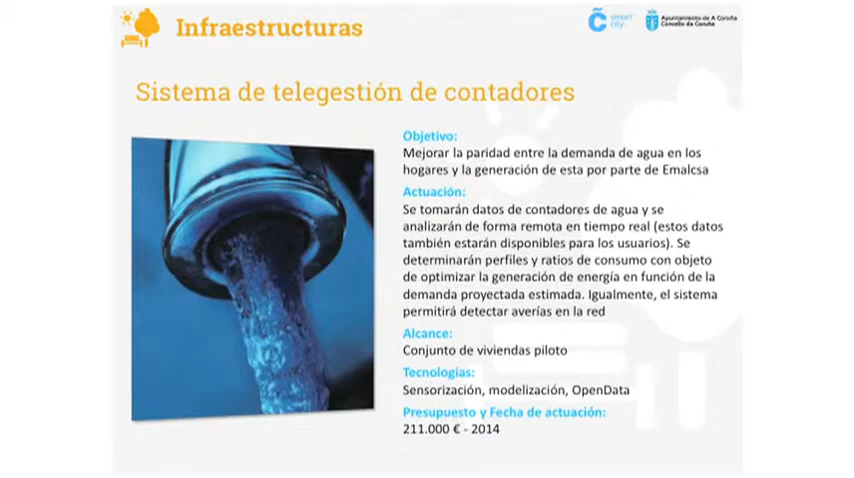 Infraestructuras
smart
city
Ayuntamiento de A Coruña
Concello da Coruña
Sistema de telegestión de contadores
Objetivo:
Mejorar la paridad entre la demanda de agua en los
hogares y la generación de esta por parte de Emalcsa
Actuación:
Se tomarán datos de contadores de agua y se
analizarán de forma remota en tiempo real (estos datos
también estarán disponibles para los usuarios). Se
determinarán perfiles y ratios de consumo con objeto
de optimizar la generación de energía en función de la
demanda proyectada estimada. Igualmente, el sistema
permitirá detectar averías en la red
Alcance:
Conjunto de viviendas piloto
Tecnologías:
Sensorización, modelización, OpenData
Presupuesto y Fecha de actuación:
211.000 € - 2014